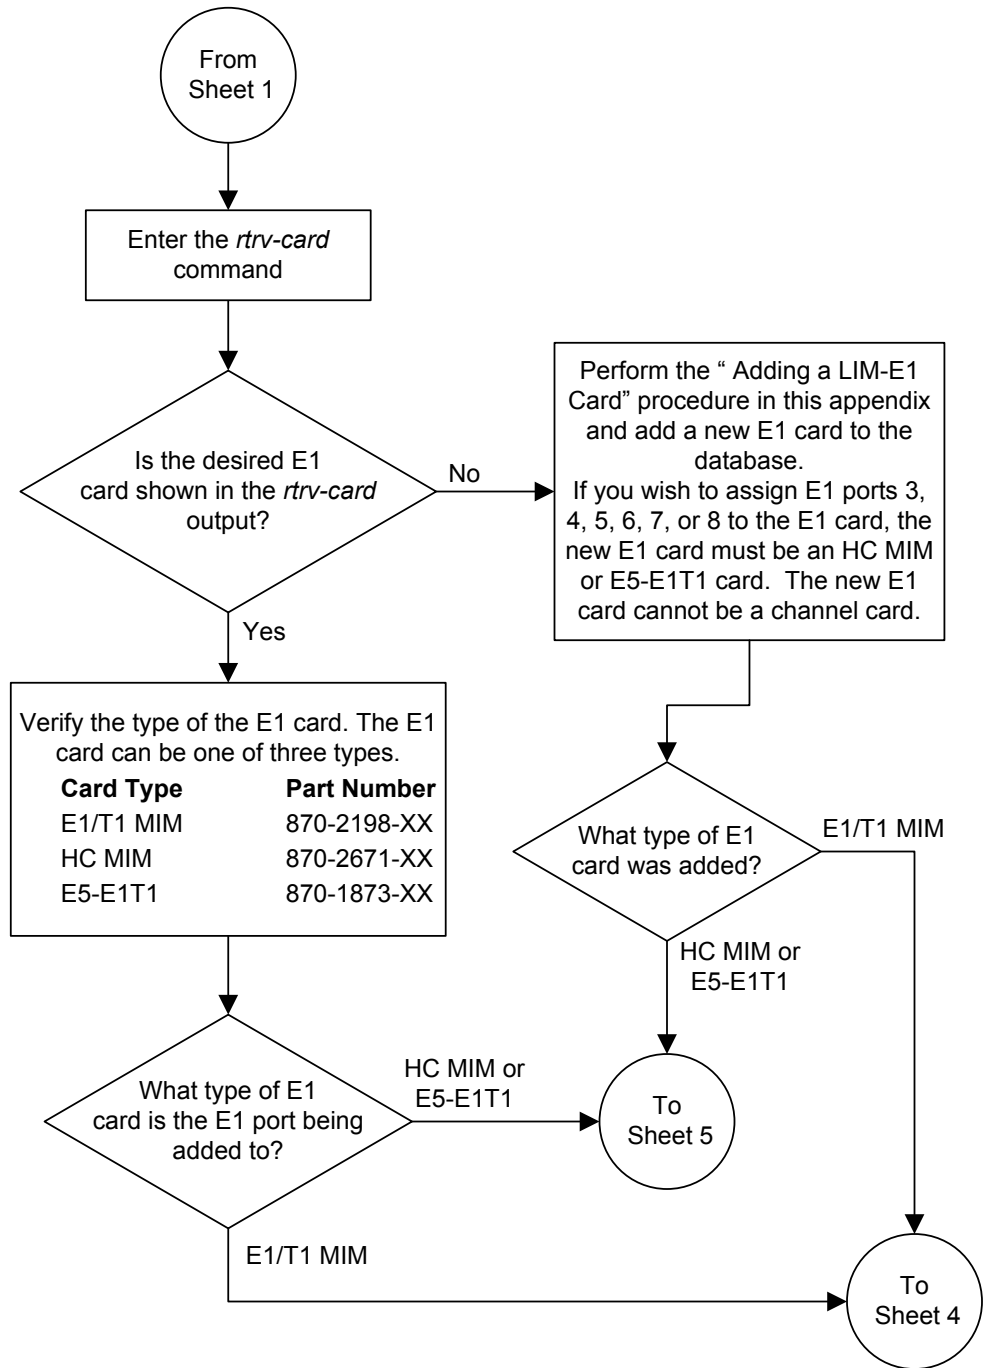 From
Sheet 1
Enter the rtrv-card
command
Is the desired E1
card shown in the rtrv-card
output?
No
Yes
Perform the “ Adding a LIM-E1
Card” procedure in this appendix
and add a new E1 card to the
database.
If you wish to assign E1 ports 3,
4, 5, 6, 7, or 8 to the E1 card, the
new E1 card must be an HC MIM
or E5-E1T1 card.  The new E1
card cannot be a channel card.
Verify the type of the E1 card. The E1
card can be one of three types.
Card Type Part Number
E1/T1 MIM 870-2198-XX
HC MIM 870-2671-XX
E5-E1T1 870-1873-XX
What type of E1
card was added?
E1/T1 MIM
HC MIM or
E5-E1T1
What type of E1
card is the E1 port being
added to?
HC MIM or
E5-E1T1
To
Sheet 5
E1/T1 MIM
To
Sheet 4